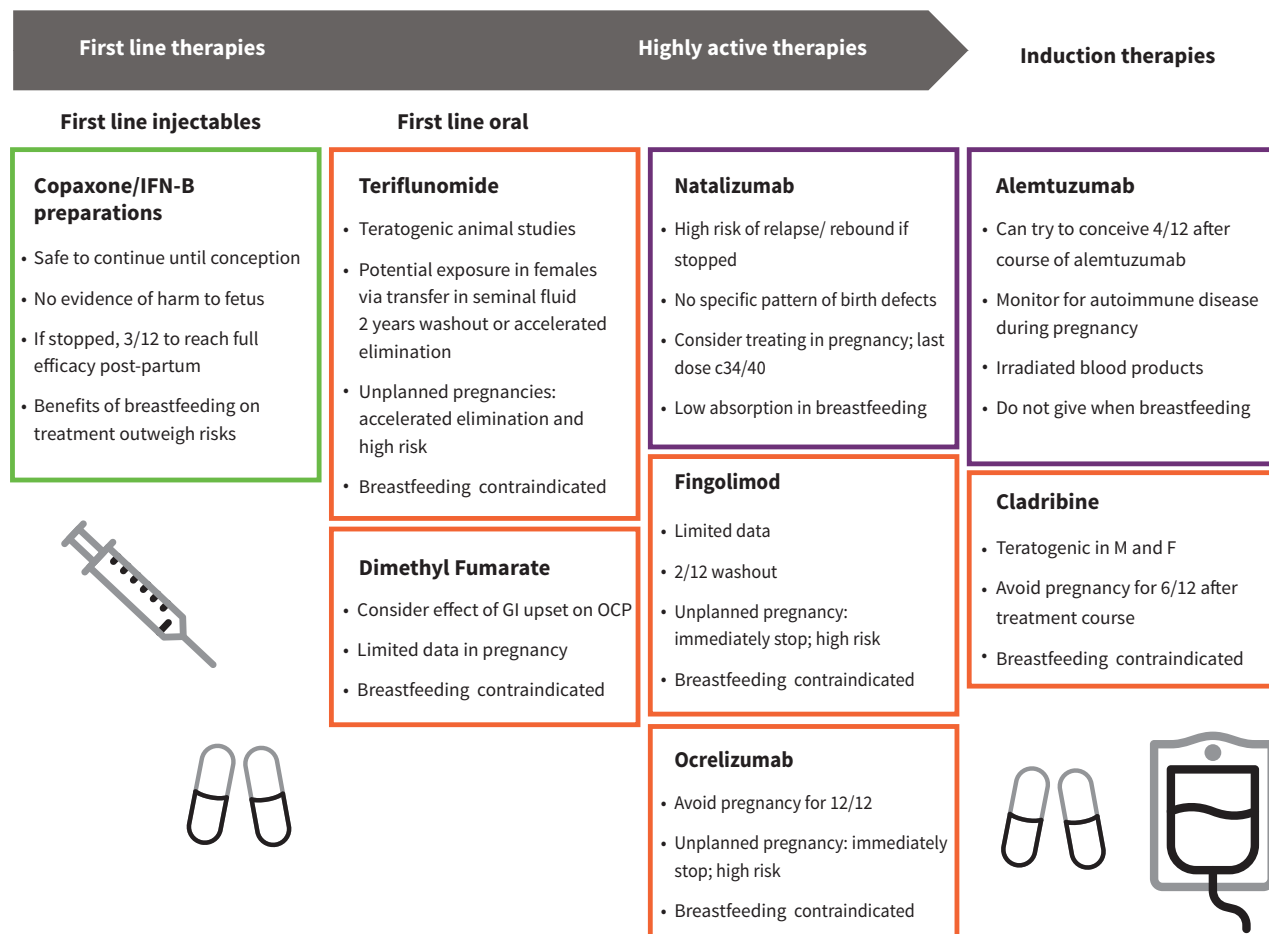 First line therapies
Highly active therapies
Induction therapies
First line injectables
First line oral
Copaxone/IFN-B
preparations
• Safe to continue until conception
• No evidence of harm to fetus
• If stopped, 3/12 to reach full
efficacy post-partum
• Benefits of breastfeeding on
treatment outweigh risks
Teriflunomide
• Teratogenic animal studies
• Potential exposure in females
via transfer in seminal fluid
2 years washout or accelerated
elimination
• Unplanned pregnancies:
accelerated elimination and
high risk
• Breastfeeding contraindicated
Dimethyl Fumarate
• Consider effect of GI upset on OCP
• Limited data in pregnancy
• Breastfeeding contraindicated
Natalizumab
• High risk of relapse/ rebound if
stopped
• No specific pattern of birth defects
• Consider treating in pregnancy; last
dose c34/40
• Low absorption in breastfeeding
Fingolimod
• Limited data
• 2/12 washout
• Unplanned pregnancy:
immediately stop; high risk
• Breastfeeding contraindicated
Ocrelizumab
• Avoid pregnancy for 12/12
• Unplanned pregnancy: immediately
stop; high risk
• Breastfeeding contraindicated
Alemtuzumab
• Can try to conceive 4/12 after
course of alemtuzumab
• Monitor for autoimmune disease
during pregnancy
• Irradiated blood products
• Do not give when breastfeeding
Cladribine
• Teratogenic in M and F
• Avoid pregnancy for 6/12 after
treatment course
• Breastfeeding contraindicated